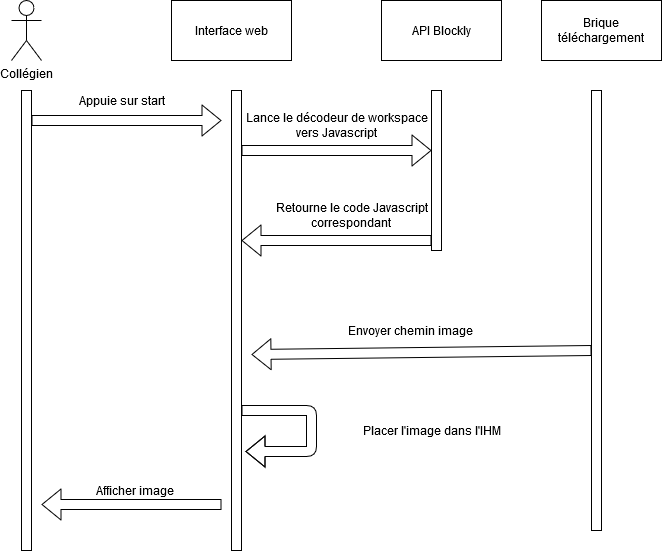 Interface web
API Blockly
Brique
téléchargement
Collégien
Appuie sur start
Lance le décodeur de workspace
vers Javascript
Retourne le code Javascript
correspondant
Envoyer chemin image
Placer l'image dans l'IHM
Afficher image